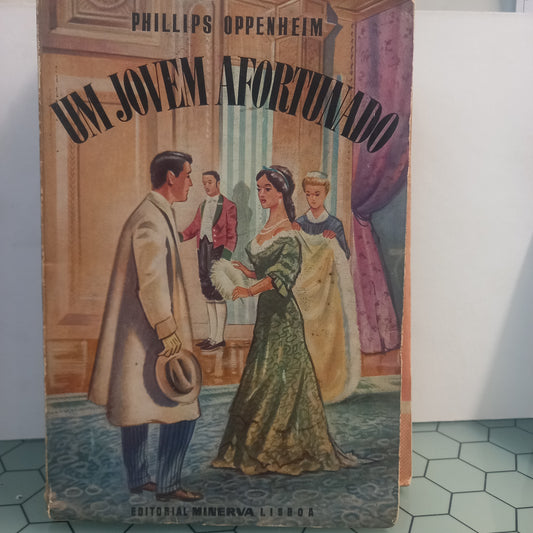 PHILLIPS OPPENHEIM
UM JOVEM AFORTUNADO
EDITORIAL MINERVA LISBOA